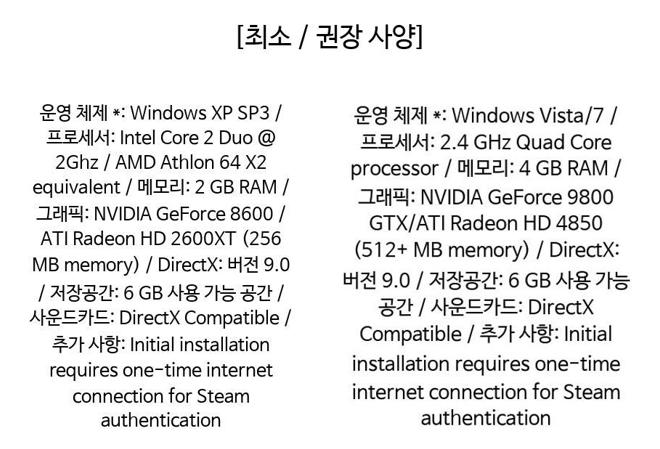 [최소 / 권장 사양]
운영 체제 *: Windows XP SP3 /
프로세서: Intel Core 2 Duo @
2Ghz / AMD Athlon 64 X2
equivalent / 메모리: 2 GB RAM /
그래픽: NVIDIA GeForce 8600 /
ATI Radeon HD 2600XT (256
MB memory) / DirectX: 버전 9.0
/ 저장공간: 6 GB 사용 가능 공간 /
사운드카드: DirectX Compatible /
추가 사항: Initial installation
requires one-time internet
connection for Steam
authentication
운영 체제 *: Windows Vista/7 /
프로세서: 2.4 GHz Quad Core
processor / 메모리: 4 GB RAM /
그래픽: NVIDIA GeForce 9800
GTX/ATI Radeon HD 4850
(512+ MB memory) / DirectX:
버전 9.0 / 저장공간: 6 GB 사용 가능
공간 / 사운드카드: DirectX
Compatible / 추가 사항: Initial
installation requires one-time
internet connection for Steam
authentication